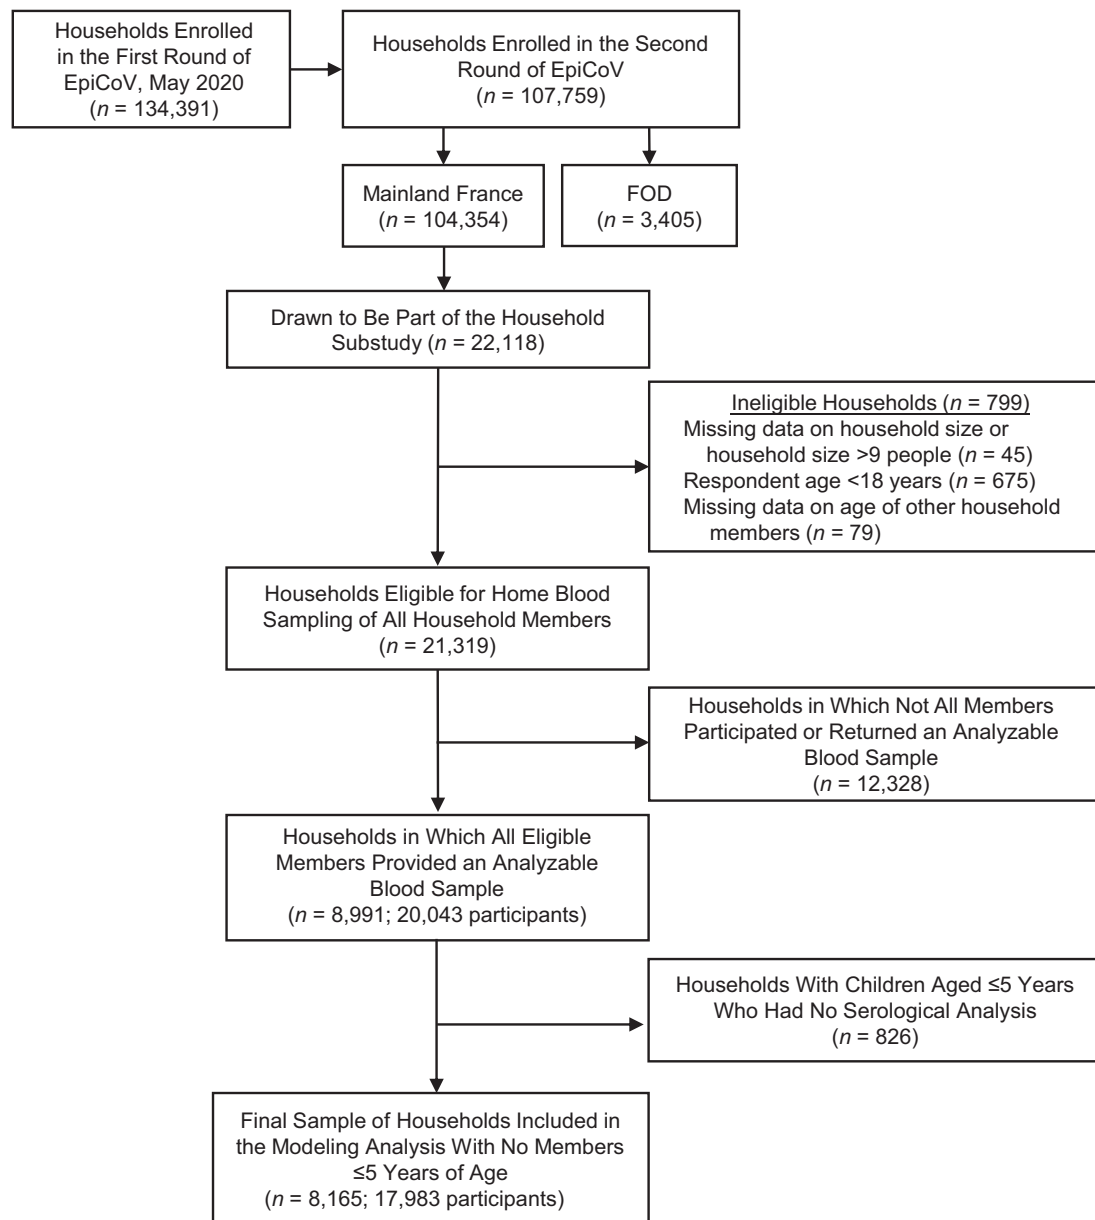 Households Enrolled
in the First Round of
EpiCoV, May 2020
(n = 134,391)
Households Enrolled in the Second
Round of EpiCoV
(n = 107,759)
Mainland France
(n = 104,354)
FOD
(n = 3,405)
Drawn to Be Part of the Household
Substudy (n = 22,118)
Ineligible Households (n = 799)
Missing data on household size or
household size >9 people (n = 45)
Respondent age <18 years (n = 675)
Missing data on age of other household
members (n = 79)
Households Eligible for Home Blood
Sampling of All Household Members
(n = 21,319)
Households in Which Not All Members
Participated or Returned an Analyzable
Blood Sample
(n = 12,328)
Households in Which All Eligible
Members Provided an Analyzable
Blood Sample
(n = 8,991; 20,043 participants)
Households With Children Aged ≤5 Years
Who Had No Serological Analysis
(n = 826)
Final Sample of Households Included in
the Modeling Analysis With No Members
≤5 Years of Age
(n = 8,165; 17,983 participants)